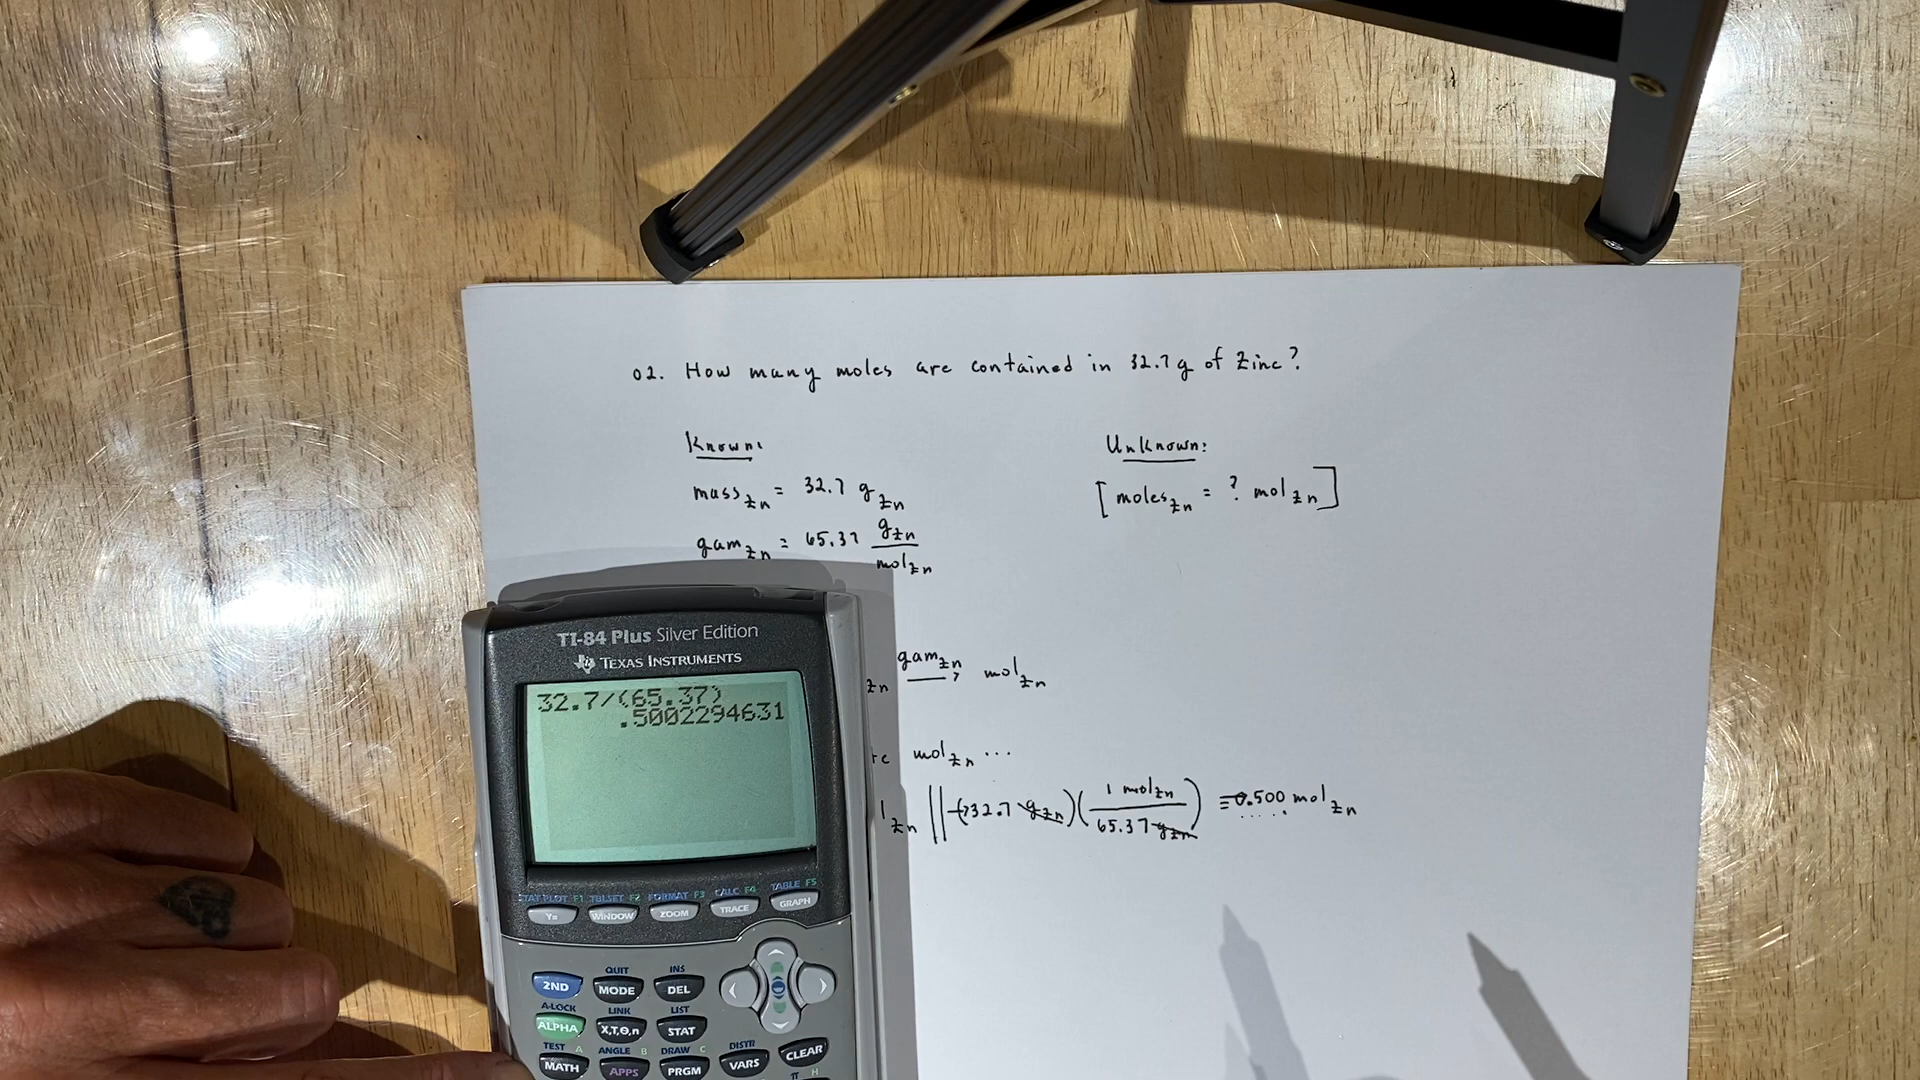 02. How many moles are contained in 32.7 g of Zinc?
Known: Unknown:
mass Zn = 32.7 g Zn [moles Zn = ? mol Zn]
gam Zn = 65.37 g Zn
mol Zn
TI-84 Plus Silver Edition
TEXAS INSTRUMENTS
gam Zn
Zn → mol Zn
32.7/(65.37)
.5002294631
mol Zn ...
1 mol Zn
(32.7 g Zn) ( ) = 0.500 mol Zn
65.37 g Zn
STAT PLOT F1 TBLSET F2 FORMAT F3 CALC F4 TABLE F5
Y= WINDOW ZOOM TRACE GRAPH
QUIT INS
2ND MODE DEL
A-LOCK LINK LIST
ALPHA X,T,θ,n STAT
TEST A ANGLE B DRAW C DISTR
MATH APPS PRGM VARS CLEAR
π H